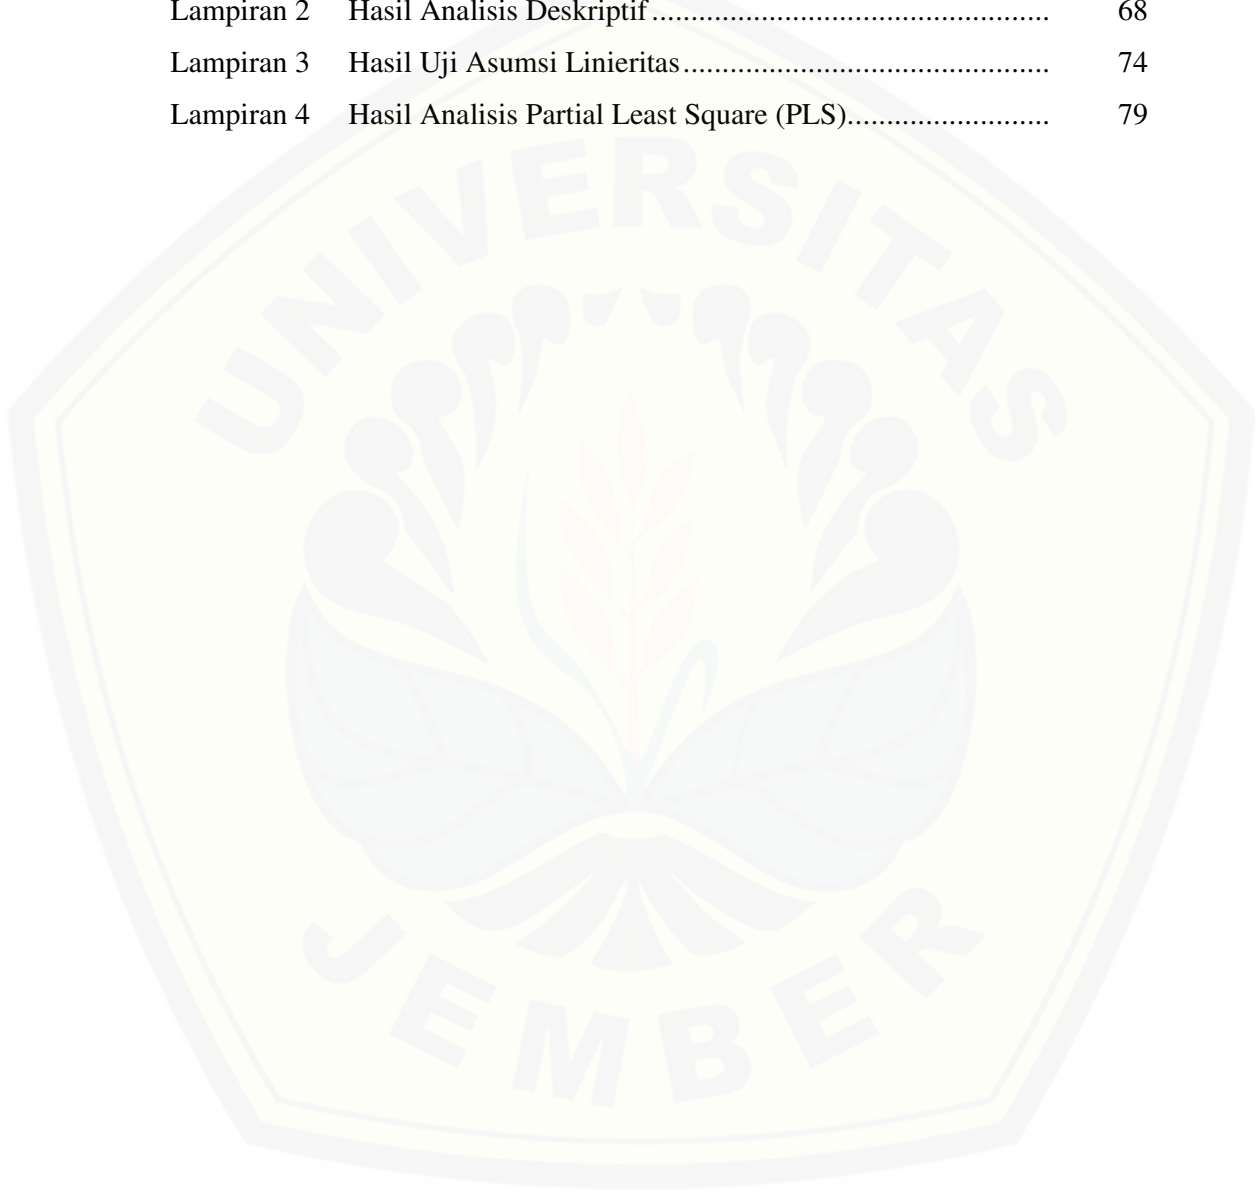 Lampiran 2 Hasil Analisis Deskriptif.................................................. 68
Lampiran 3 Hasil Uji Asumsi Linieritas.............................................. 74
Lampiran 4 Hasil Analisis Partial Least Square (PLS).......................... 79
UNIVERSITAS
JEMBER